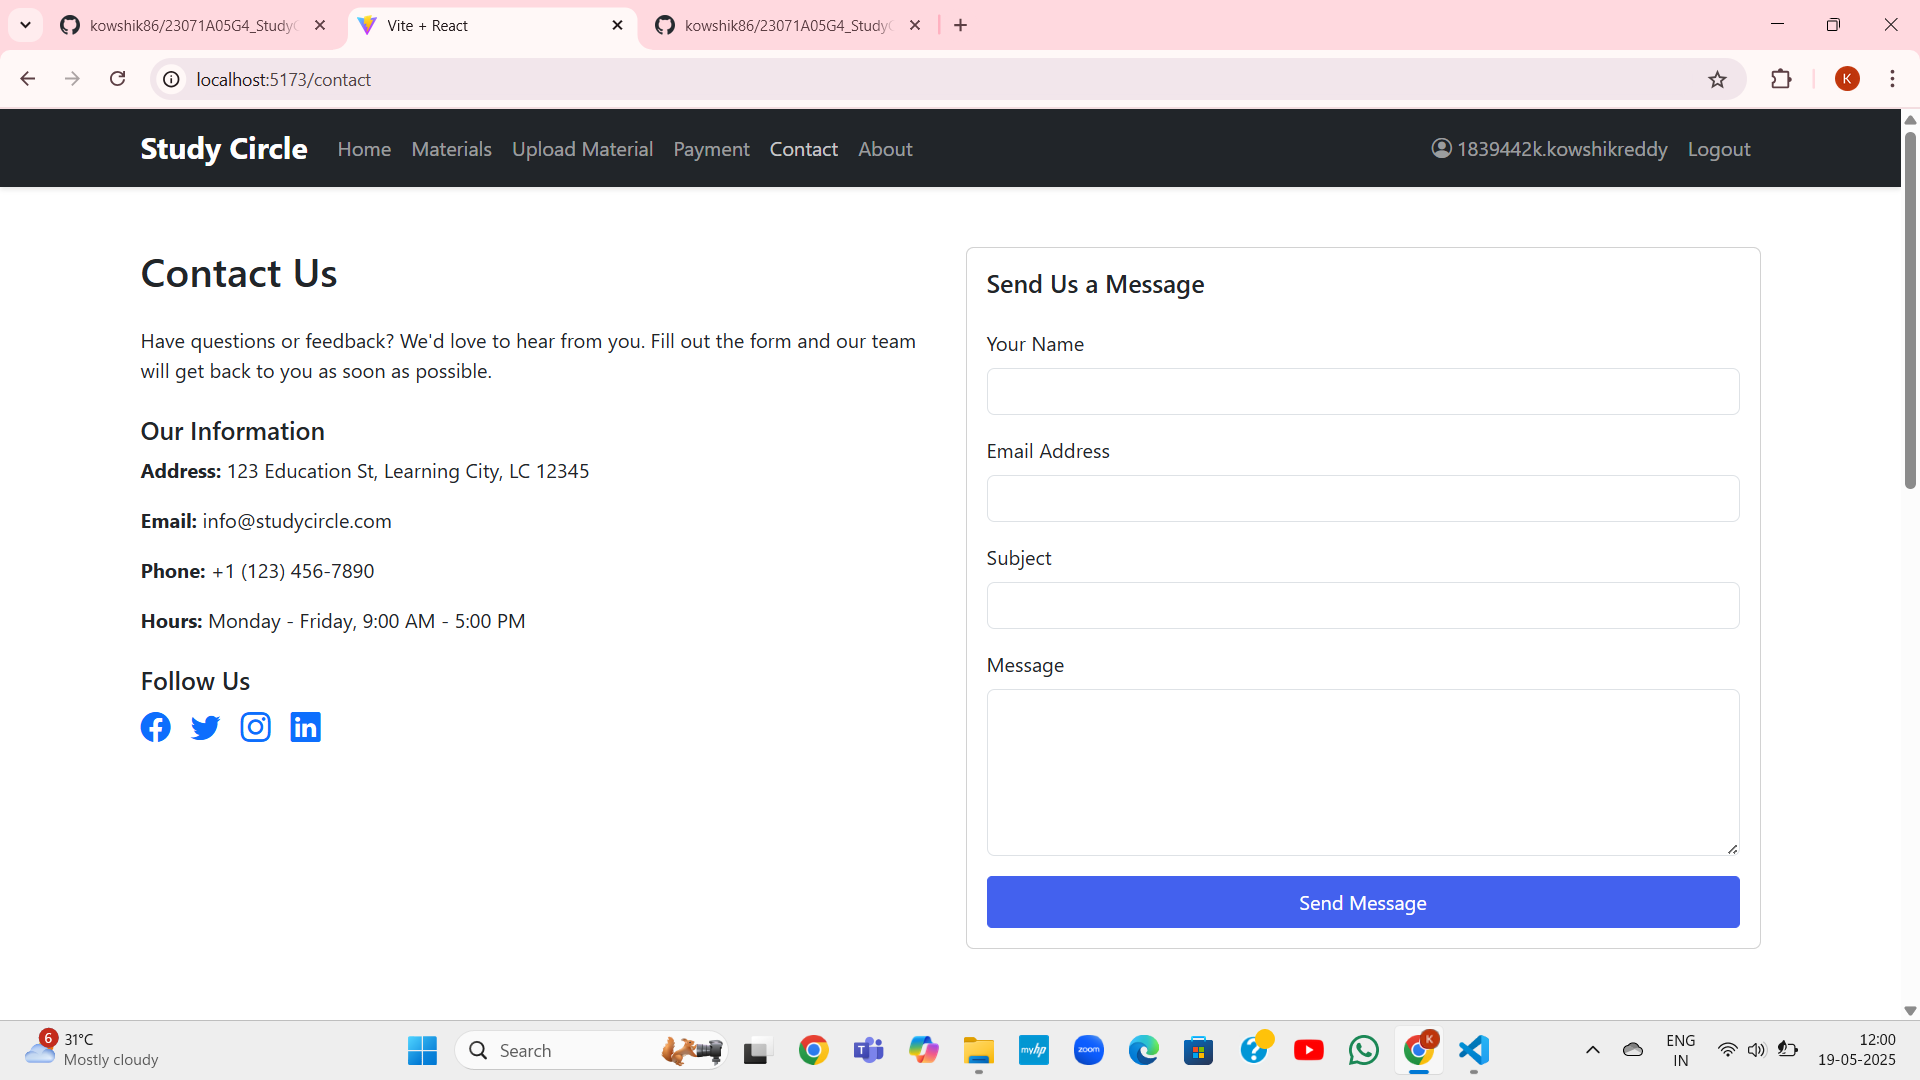 kowshik86/23071A05G4_Study
Vite + React
kowshik86/23071A05G4_Study
localhost:5173/contact
K
Study Circle
Home
Materials
Upload Material
Payment
Contact
About
1839442k.kowshikreddy
Logout
Contact Us
Have questions or feedback? We'd love to hear from you. Fill out the form and our team
will get back to you as soon as possible.
Our Information
Address: 123 Education St, Learning City, LC 12345
Email: info@studycircle.com
Phone: +1 (123) 456-7890
Hours: Monday - Friday, 9:00 AM - 5:00 PM
Follow Us
Send Us a Message
Your Name
Email Address
Subject
Message
Send Message
6
31°C
Mostly cloudy
Search
myhp
zoom
K
ENG
IN
12:00
19-05-2025